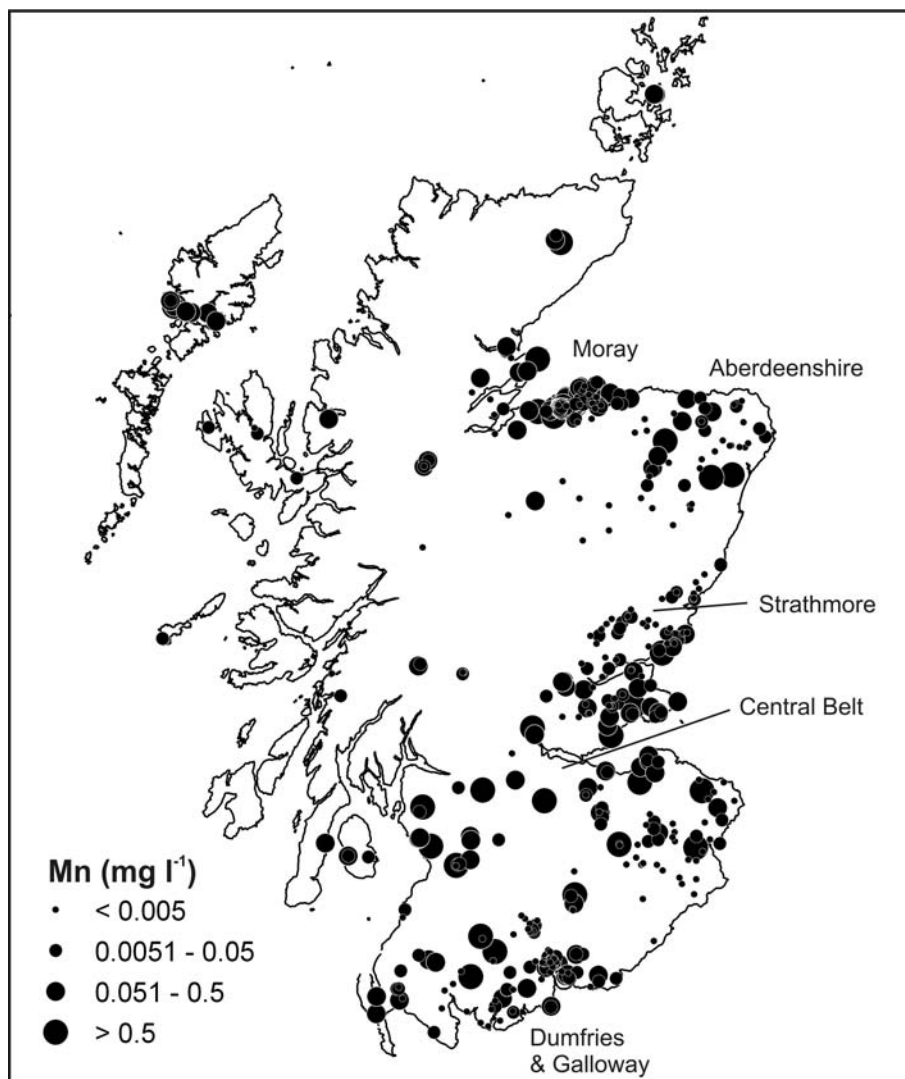 Moray
Aberdeenshire
Strathmore
Central Belt
Mn (mg l⁻¹)
< 0.005
0.0051 - 0.05
0.051 - 0.5
> 0.5
Dumfries
& Galloway